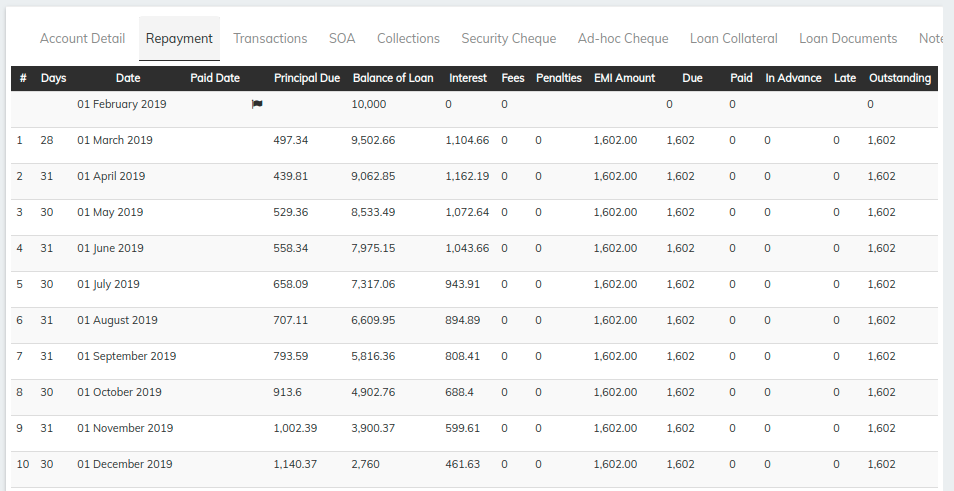 Account Detail Repayment Transactions SOA Collections Security Cheque Ad-hoc Cheque Loan Collateral Loan Documents Note
# Days Date Paid Date Principal Due Balance of Loan Interest Fees Penalties EMI Amount Due Paid In Advance Late Outstanding
01 February 2019 10,000 0 0 0 0 0
1 28 01 March 2019 497.34 9,502.66 1,104.66 0 0 1,602.00 1,602 0 0 0 1,602
2 31 01 April 2019 439.81 9,062.85 1,162.19 0 0 1,602.00 1,602 0 0 0 1,602
3 30 01 May 2019 529.36 8,533.49 1,072.64 0 0 1,602.00 1,602 0 0 0 1,602
4 31 01 June 2019 558.34 7,975.15 1,043.66 0 0 1,602.00 1,602 0 0 0 1,602
5 30 01 July 2019 658.09 7,317.06 943.91 0 0 1,602.00 1,602 0 0 0 1,602
6 31 01 August 2019 707.11 6,609.95 894.89 0 0 1,602.00 1,602 0 0 0 1,602
7 31 01 September 2019 793.59 5,816.36 808.41 0 0 1,602.00 1,602 0 0 0 1,602
8 30 01 October 2019 913.6 4,902.76 688.4 0 0 1,602.00 1,602 0 0 0 1,602
9 31 01 November 2019 1,002.39 3,900.37 599.61 0 0 1,602.00 1,602 0 0 0 1,602
10 30 01 December 2019 1,140.37 2,760 461.63 0 0 1,602.00 1,602 0 0 0 1,602